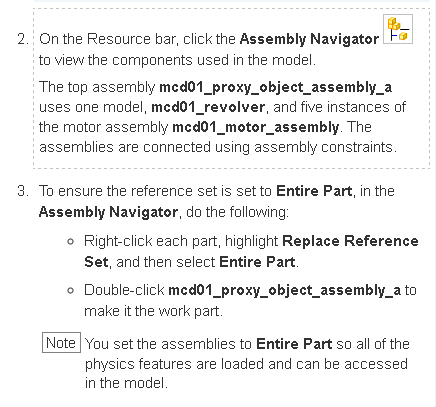 2. On the Resource bar, click the Assembly Navigator
to view the components used in the model.
The top assembly mcd01_proxy_object_assembly_a
uses one model, mcd01_revolver, and five instances of
the motor assembly mcd01_motor_assembly. The
assemblies are connected using assembly constraints.
3. To ensure the reference set is set to Entire Part, in the
Assembly Navigator, do the following:
Right-click each part, highlight Replace Reference
Set, and then select Entire Part.
Double-click mcd01_proxy_object_assembly_a to
make it the work part.
Note You set the assemblies to Entire Part so all of the
physics features are loaded and can be accessed
in the model.